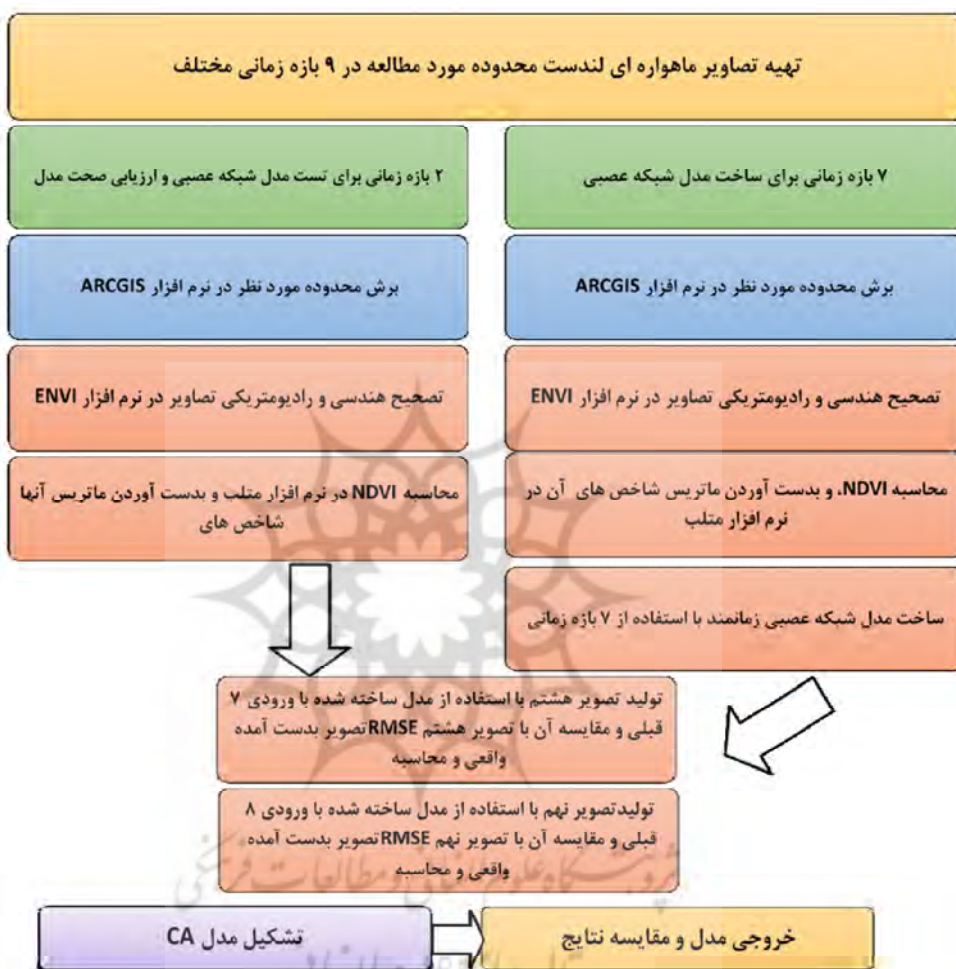 تهیه تصاویر ماهواره ای لندست محدوده مورد مطالعه در ۹ بازه زمانی مختلف
۷ بازه زمانی برای ساخت مدل شبکه عصبی
۲ بازه زمانی برای تست مدل شبکه عصبی و ارزیابی صحت مدل
برش محدوده مورد نظر در نرم افزار ARCGIS
برش محدوده مورد نظر در نرم افزار ARCGIS
تصحیح هندسی و رادیومتریکی تصاویر در نرم افزار ENVI
تصحیح هندسی و رادیومتریکی تصاویر در نرم افزار ENVI
محاسبه NDVI، و بدست آوردن ماتریس شاخص های آن در
نرم افزار متلب
محاسبه NDVI در نرم افزار متلب و بدست آوردن ماتریس آنها
شاخص های
ساخت مدل شبکه عصبی زمانمند با استفاده از ۷ بازه زمانی
تولید تصویر هشتم با استفاده از مدل ساخته شده با ورودی ۷
قبلی و مقایسه آن با تصویر هشتم RMSE تصویر بدست آمده
واقعی و محاسبه
تولیدتصویر نهم با استفاده از مدل ساخته شده با ورودی ۸
قبلی و مقایسه آن با تصویر نهم RMSE تصویر بدست آمده
واقعی و محاسبه
پژوهشگاه علوم انسانی و مطالعات فرهنگی
تشکیل مدل CA
خروجی مدل و مقایسه نتایج